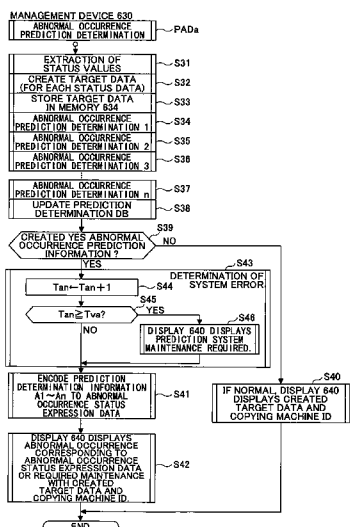 MANAGEMENT DEVICE 630
ABNORMAL OCCURRENCE
PREDICTION DETERMINATION
PADa
EXTRACTION OF
STATUS VALUES
S31
CREATE TARGET DATA
(FOR EACH STATUS DATA)
S32
STORE TARGET DATA
IN MEMORY 634
S33
ABNORMAL OCCURRENCE
PREDICTION DETERMINATION 1
S34
ABNORMAL OCCURRENCE
PREDICTION DETERMINATION 2
S35
ABNORMAL OCCURRENCE
PREDICTION DETERMINATION 3
S36
ABNORMAL OCCURRENCE
PREDICTION DETERMINATION n
S37
UPDATE PREDICTION
DETERMINATION DB
S38
S39
CREATED YES ABNORMAL
OCCURRENCE PREDICTION
INFORMATION ?
NO
YES
S43
DETERMINATION OF
SYSTEM ERROR
Tan←Tan+1
S44
S45
Tan≧Tva?
YES
NO
S46
DISPLAY 640 DISPLAYS
PREDICTION SYSTEM
MAINTENANCE REQUIRED.
ENCODE PREDICTION
DETERMINATION INFORMATION
A1~An TO ABNORMAL
OCCURRENCE STATUS
EXPRESSION DATA
S41
S40
IF NORMAL, DISPLAY 640
DISPLAYS CREATED
TARGET DATA AND
COPYING MACHINE ID
DISPLAY 640 DISPLAYS
ABNORMAL OCCURRENCE
CORRESPONDING TO
ABNORMAL OCCURRENCE
STATUS EXPRESSION DATA
OR REQUIRED MAINTENANCE
WITH CREATED
TARGET DATA AND
COPYING MACHINE ID.
S42
END